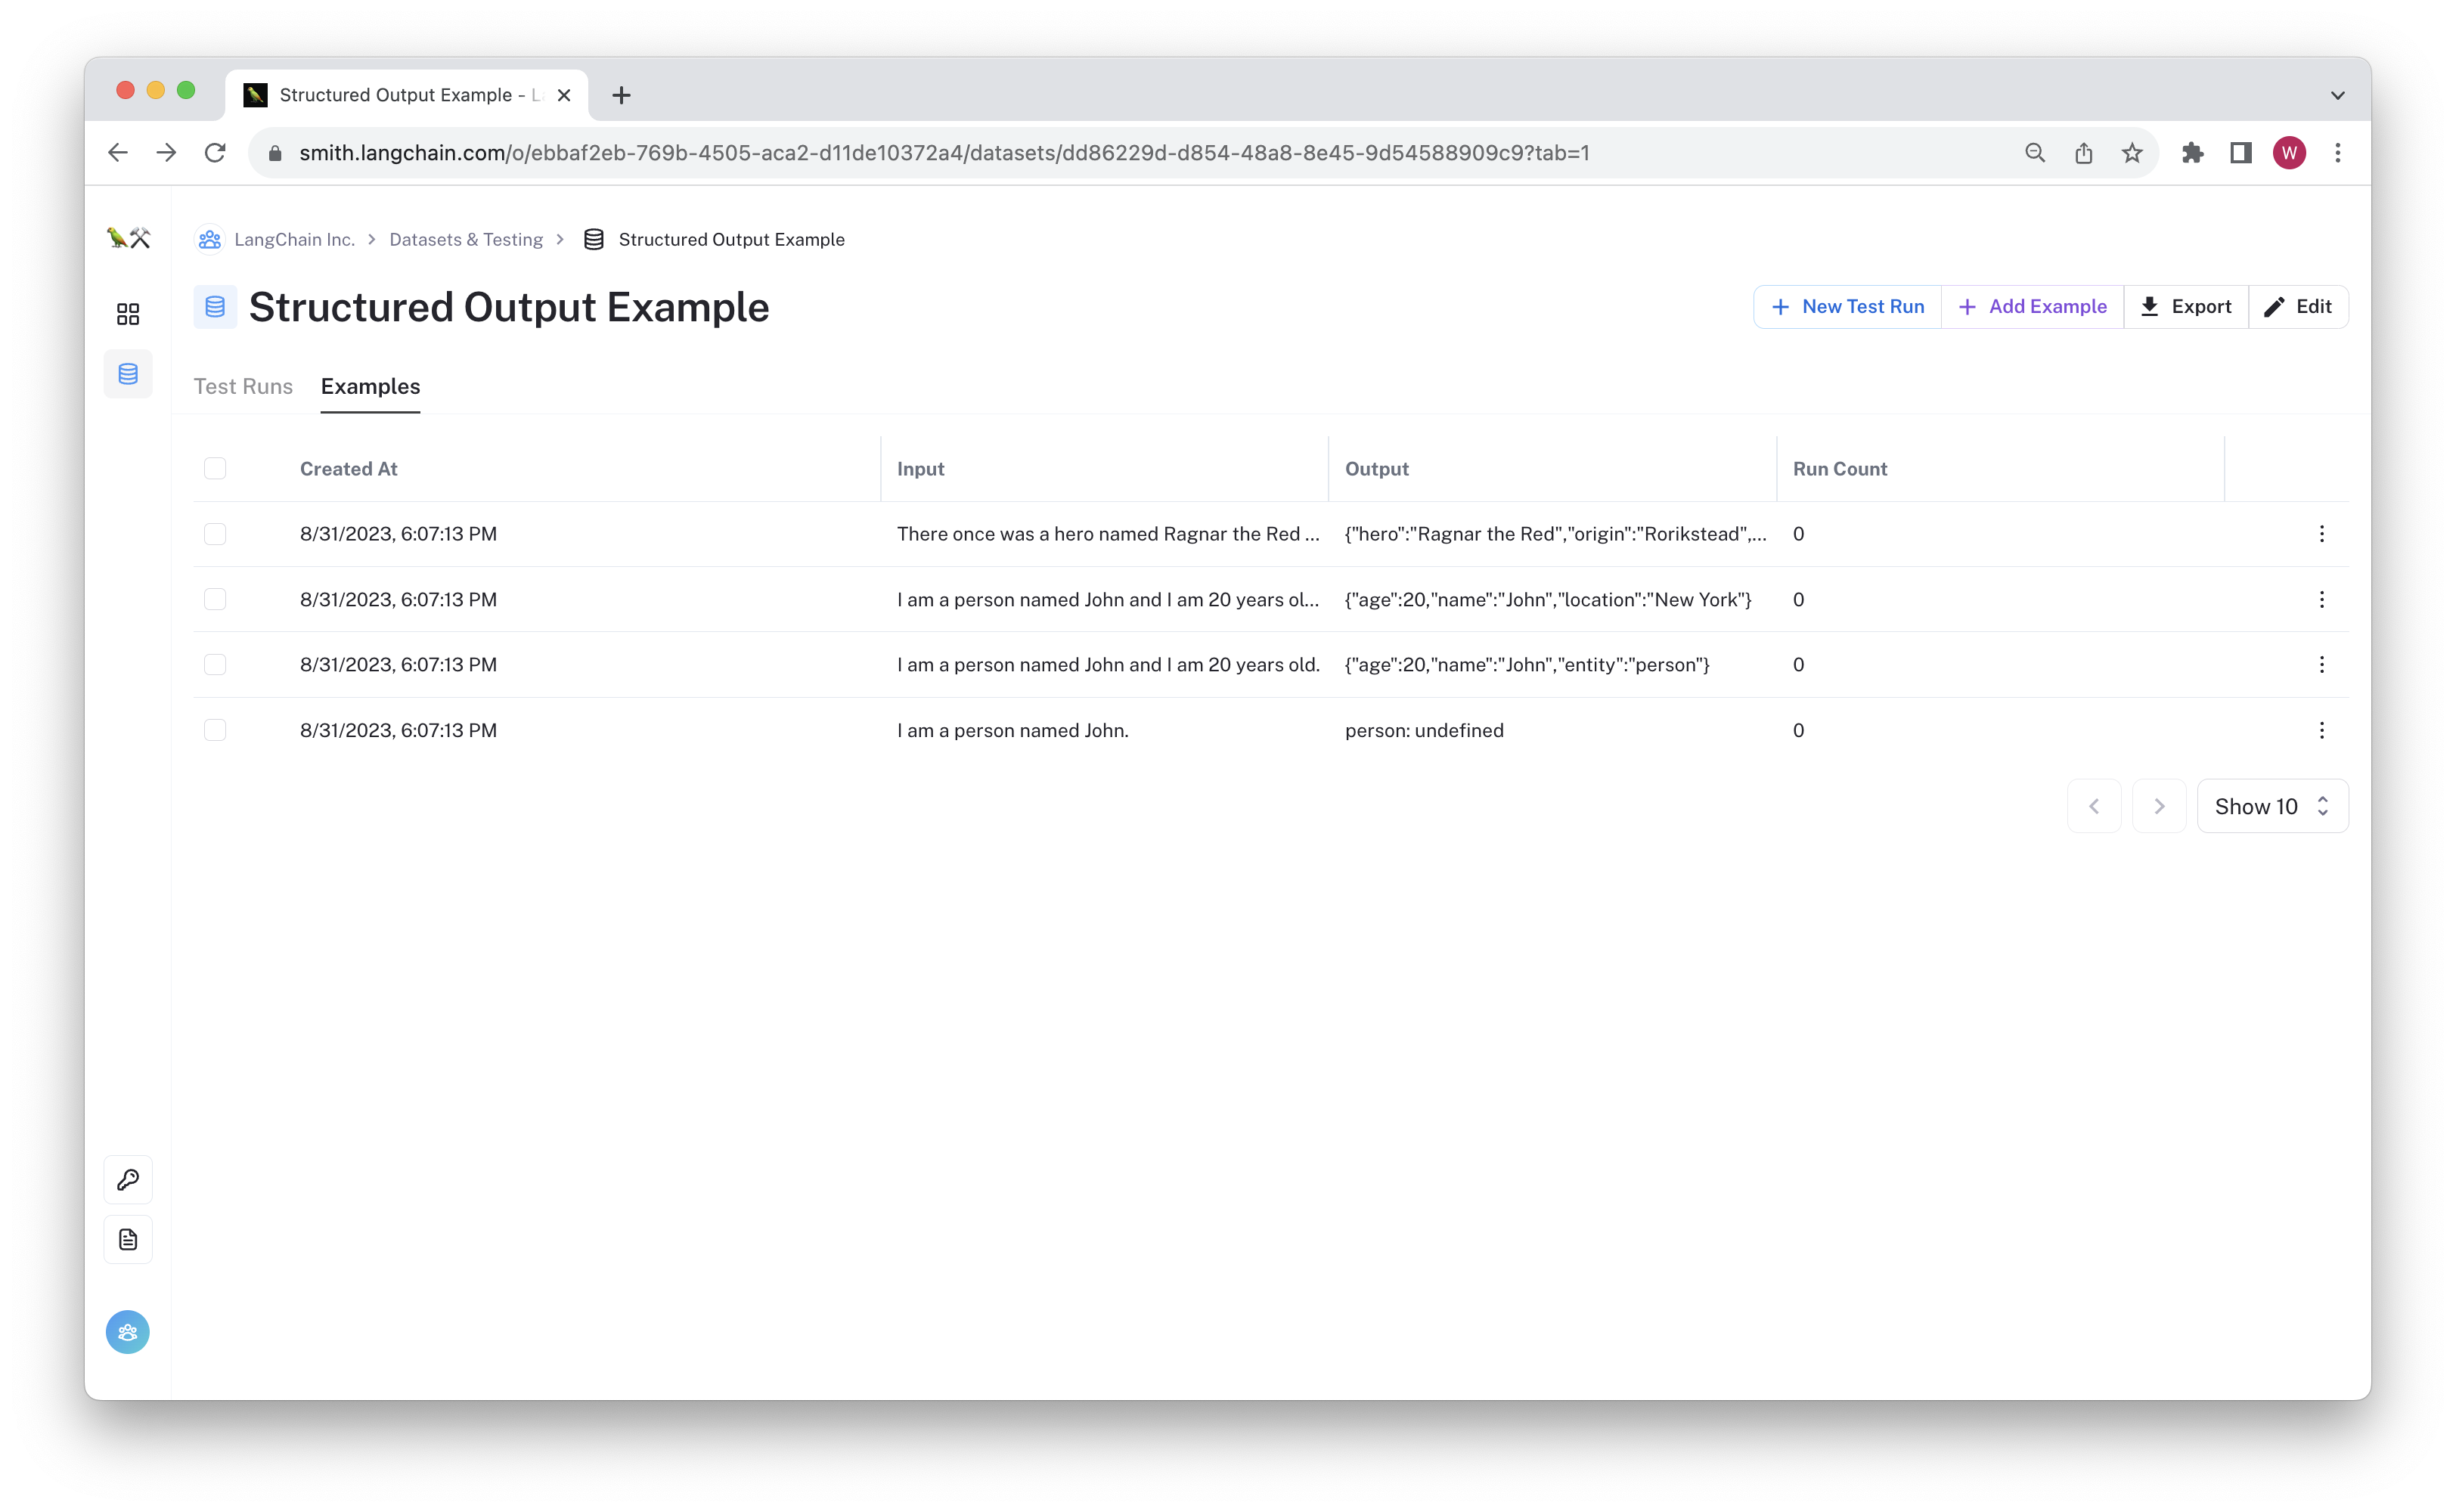 Structured Output Example - L
smith.langchain.com/o/ebbaf2eb-769b-4505-aca2-d11de10372a4/datasets/dd86229d-d854-48a8-8e45-9d54588909c9?tab=1
W
LangChain Inc. > Datasets & Testing > Structured Output Example
Structured Output Example
+ New Test Run + Add Example Export Edit
Test Runs Examples
Created At Input Output Run Count
8/31/2023, 6:07:13 PM There once was a hero named Ragnar the Red ... {"hero":"Ragnar the Red","origin":"Rorikstead",... 0
8/31/2023, 6:07:13 PM I am a person named John and I am 20 years ol... {"age":20,"name":"John","location":"New York"} 0
8/31/2023, 6:07:13 PM I am a person named John and I am 20 years old. {"age":20,"name":"John","entity":"person"} 0
8/31/2023, 6:07:13 PM I am a person named John. person: undefined 0
Show 10